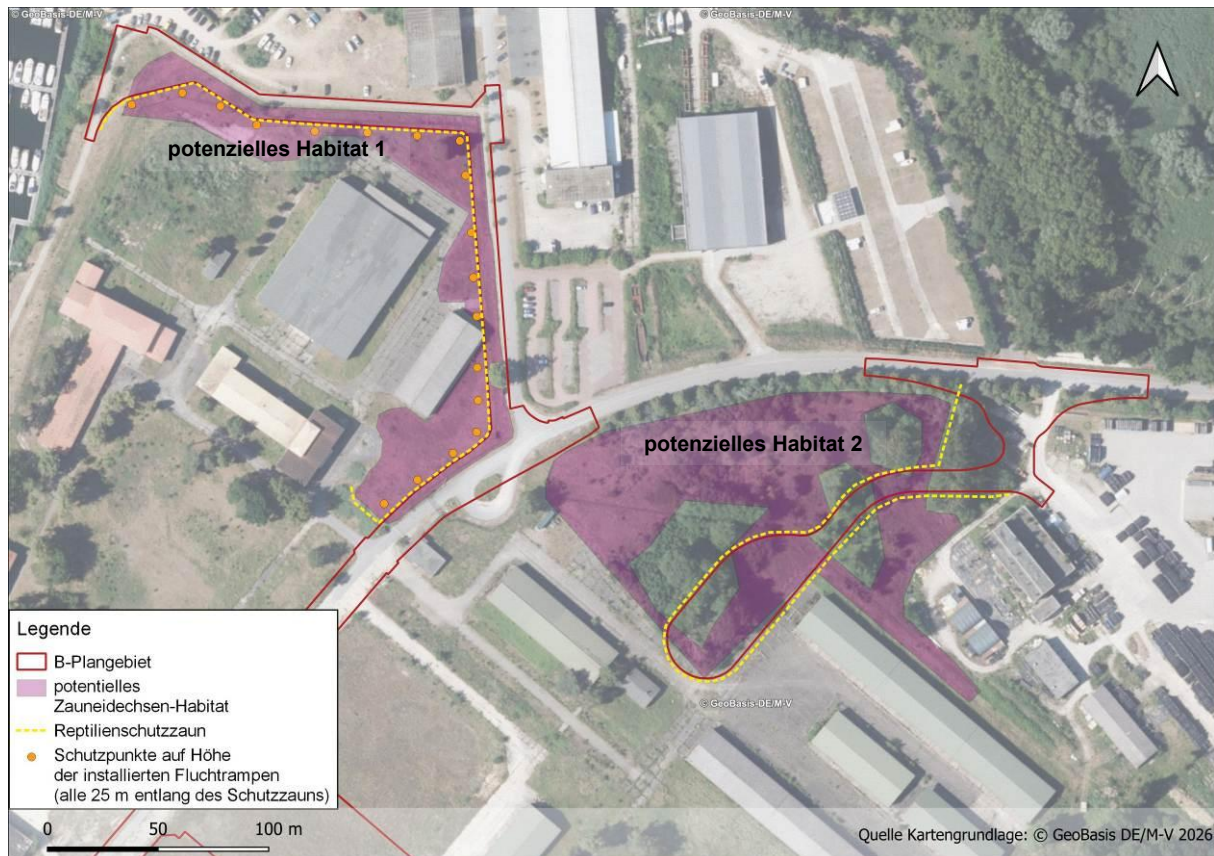 © GeoBasis-DE/M-V
© GeoBasis-DE/M-V
potenzielles Habitat 1
potenzielles Habitat 2
© GeoBasis-DE/M-V
Legende
B-Plangebiet
potentielles
Zauneidechsen-Habitat
Reptilienschutzzaun
Schutzpunkte auf Höhe
der installierten Fluchtrampen
(alle 25 m entlang des Schutzzauns)
0 50 100 m
Quelle Kartengrundlage: © GeoBasis DE/M-V 2026